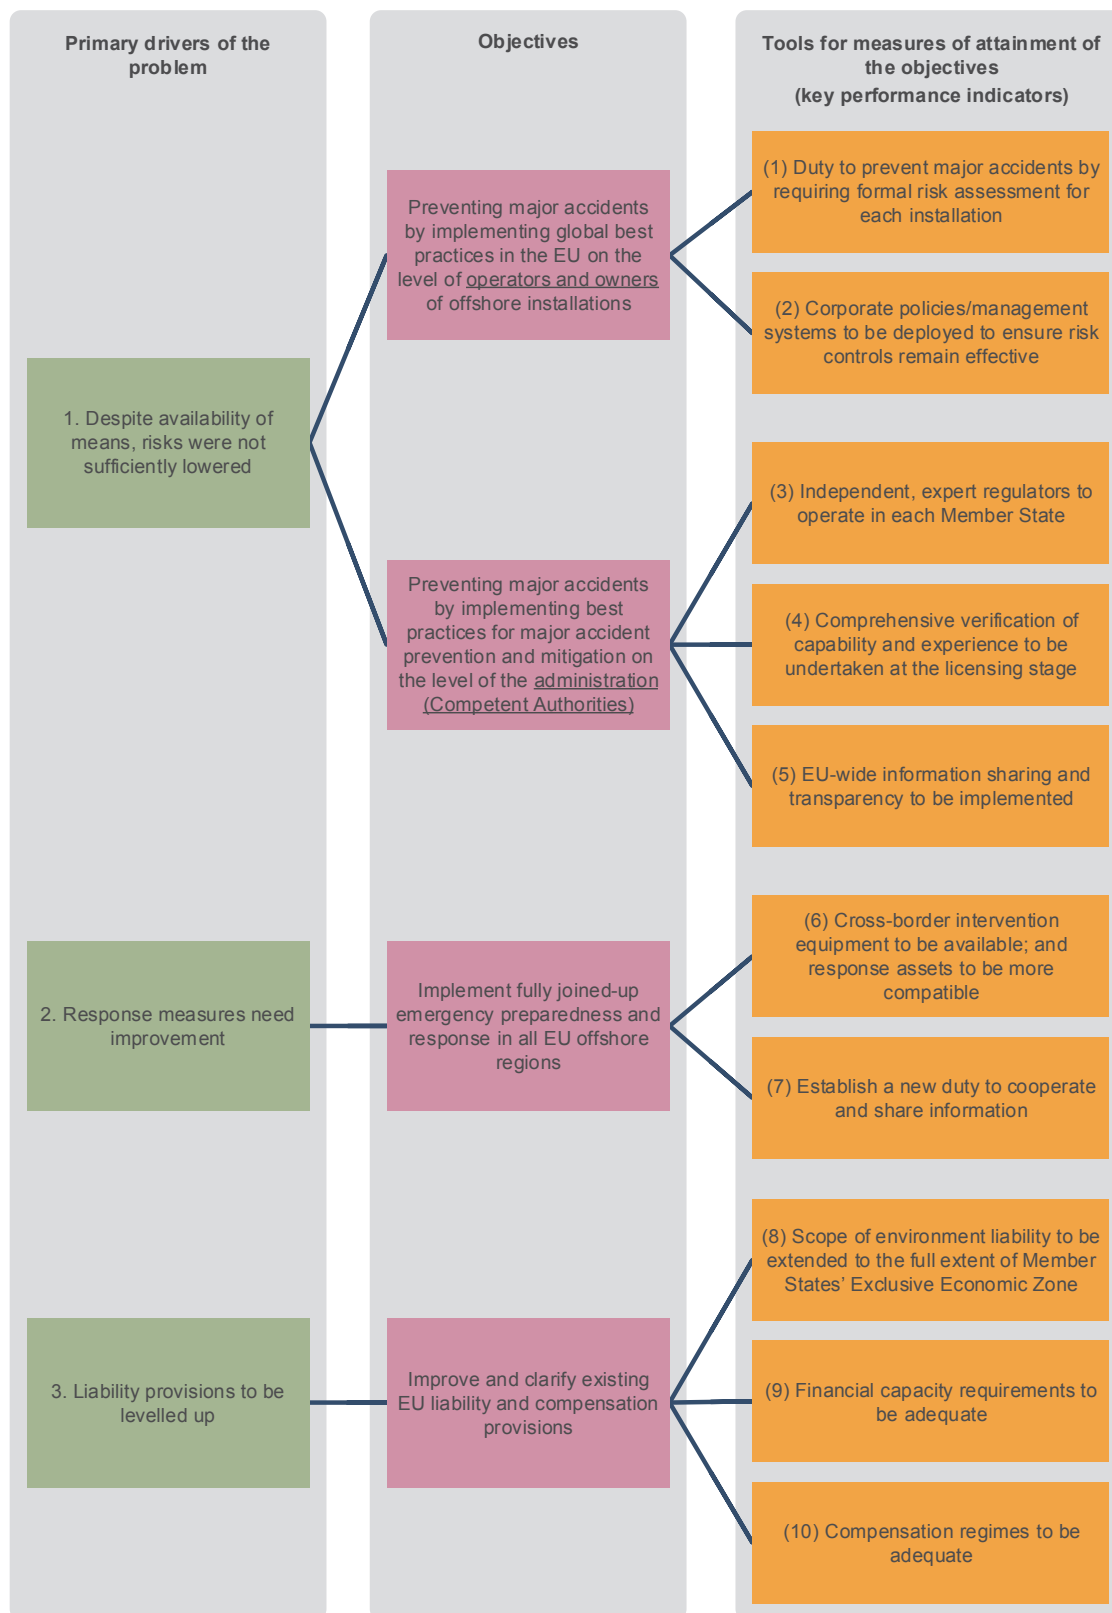 Primary drivers of the
problem
Objectives
Tools for measures of attainment of
the objectives
(key performance indicators)
1. Despite availability of
means, risks were not
sufficiently lowered
Preventing major accidents
by implementing global best
practices in the EU on the
level of operators and owners
of offshore installations
(1) Duty to prevent major accidents by
requiring formal risk assessment for
each installation
(2) Corporate policies/management
systems to be deployed to ensure risk
controls remain effective
Preventing major accidents
by implementing best
practices for major accident
prevention and mitigation on
the level of the administration
(Competent Authorities)
(3) Independent, expert regulators to
operate in each Member State
(4) Comprehensive verification of
capability and experience to be
undertaken at the licensing stage
(5) EU-wide information sharing and
transparency to be implemented
2. Response measures need
improvement
Implement fully joined-up
emergency preparedness and
response in all EU offshore
regions
(6) Cross-border intervention
equipment to be available; and
response assets to be more
compatible
(7) Establish a new duty to cooperate
and share information
3. Liability provisions to be
levelled up
Improve and clarify existing
EU liability and compensation
provisions
(8) Scope of environment liability to be
extended to the full extent of Member
States’ Exclusive Economic Zone
(9) Financial capacity requirements to
be adequate
(10) Compensation regimes to be
adequate